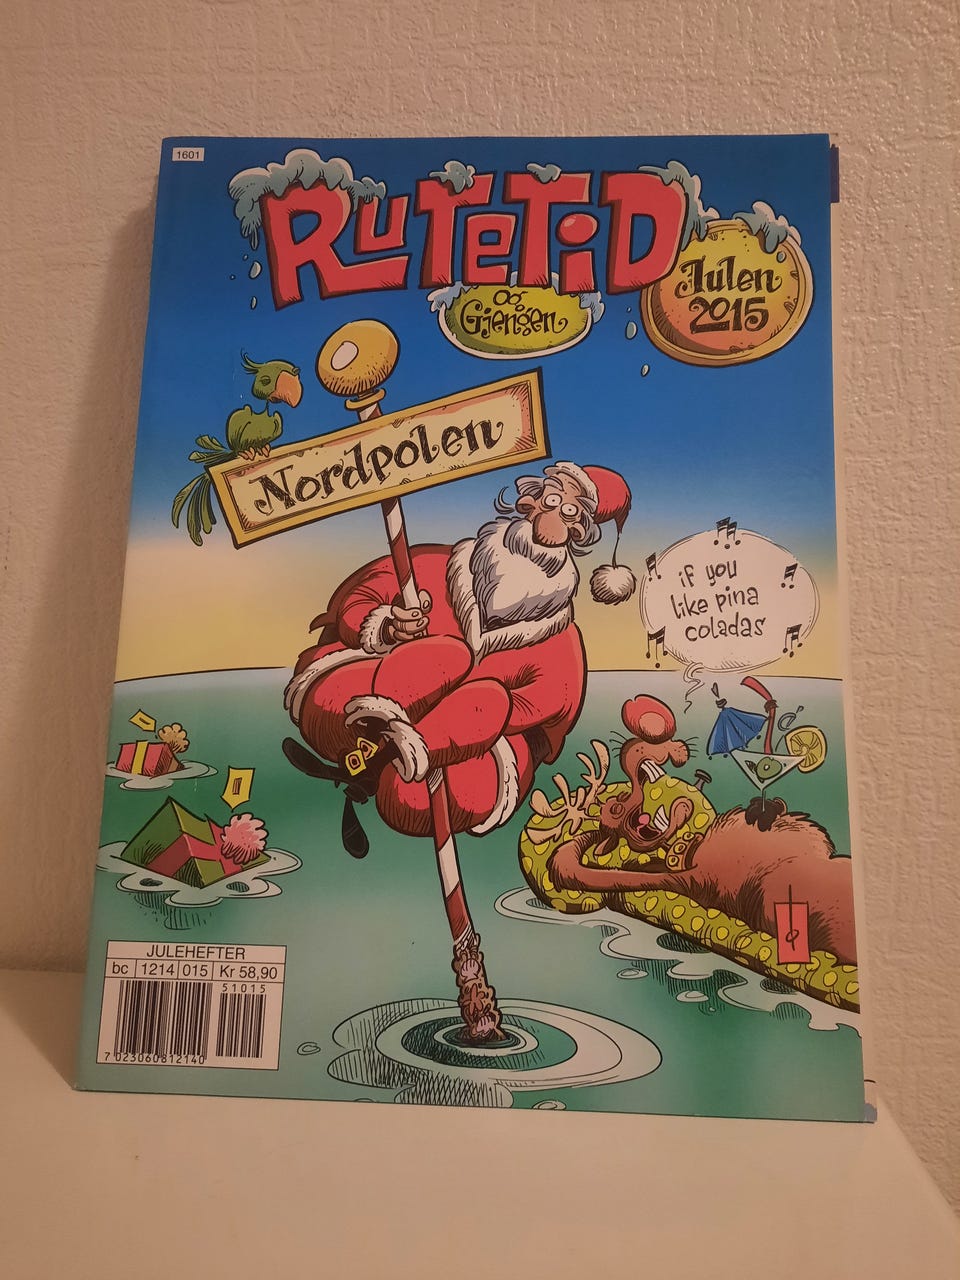 1601
RUTETID
og
Gjengen
Julen
2015
Nordpolen
if you
like pina
coladas
JULEHEFTER
bc 1214 015 Kr 58,90
51015
7 023060 812140